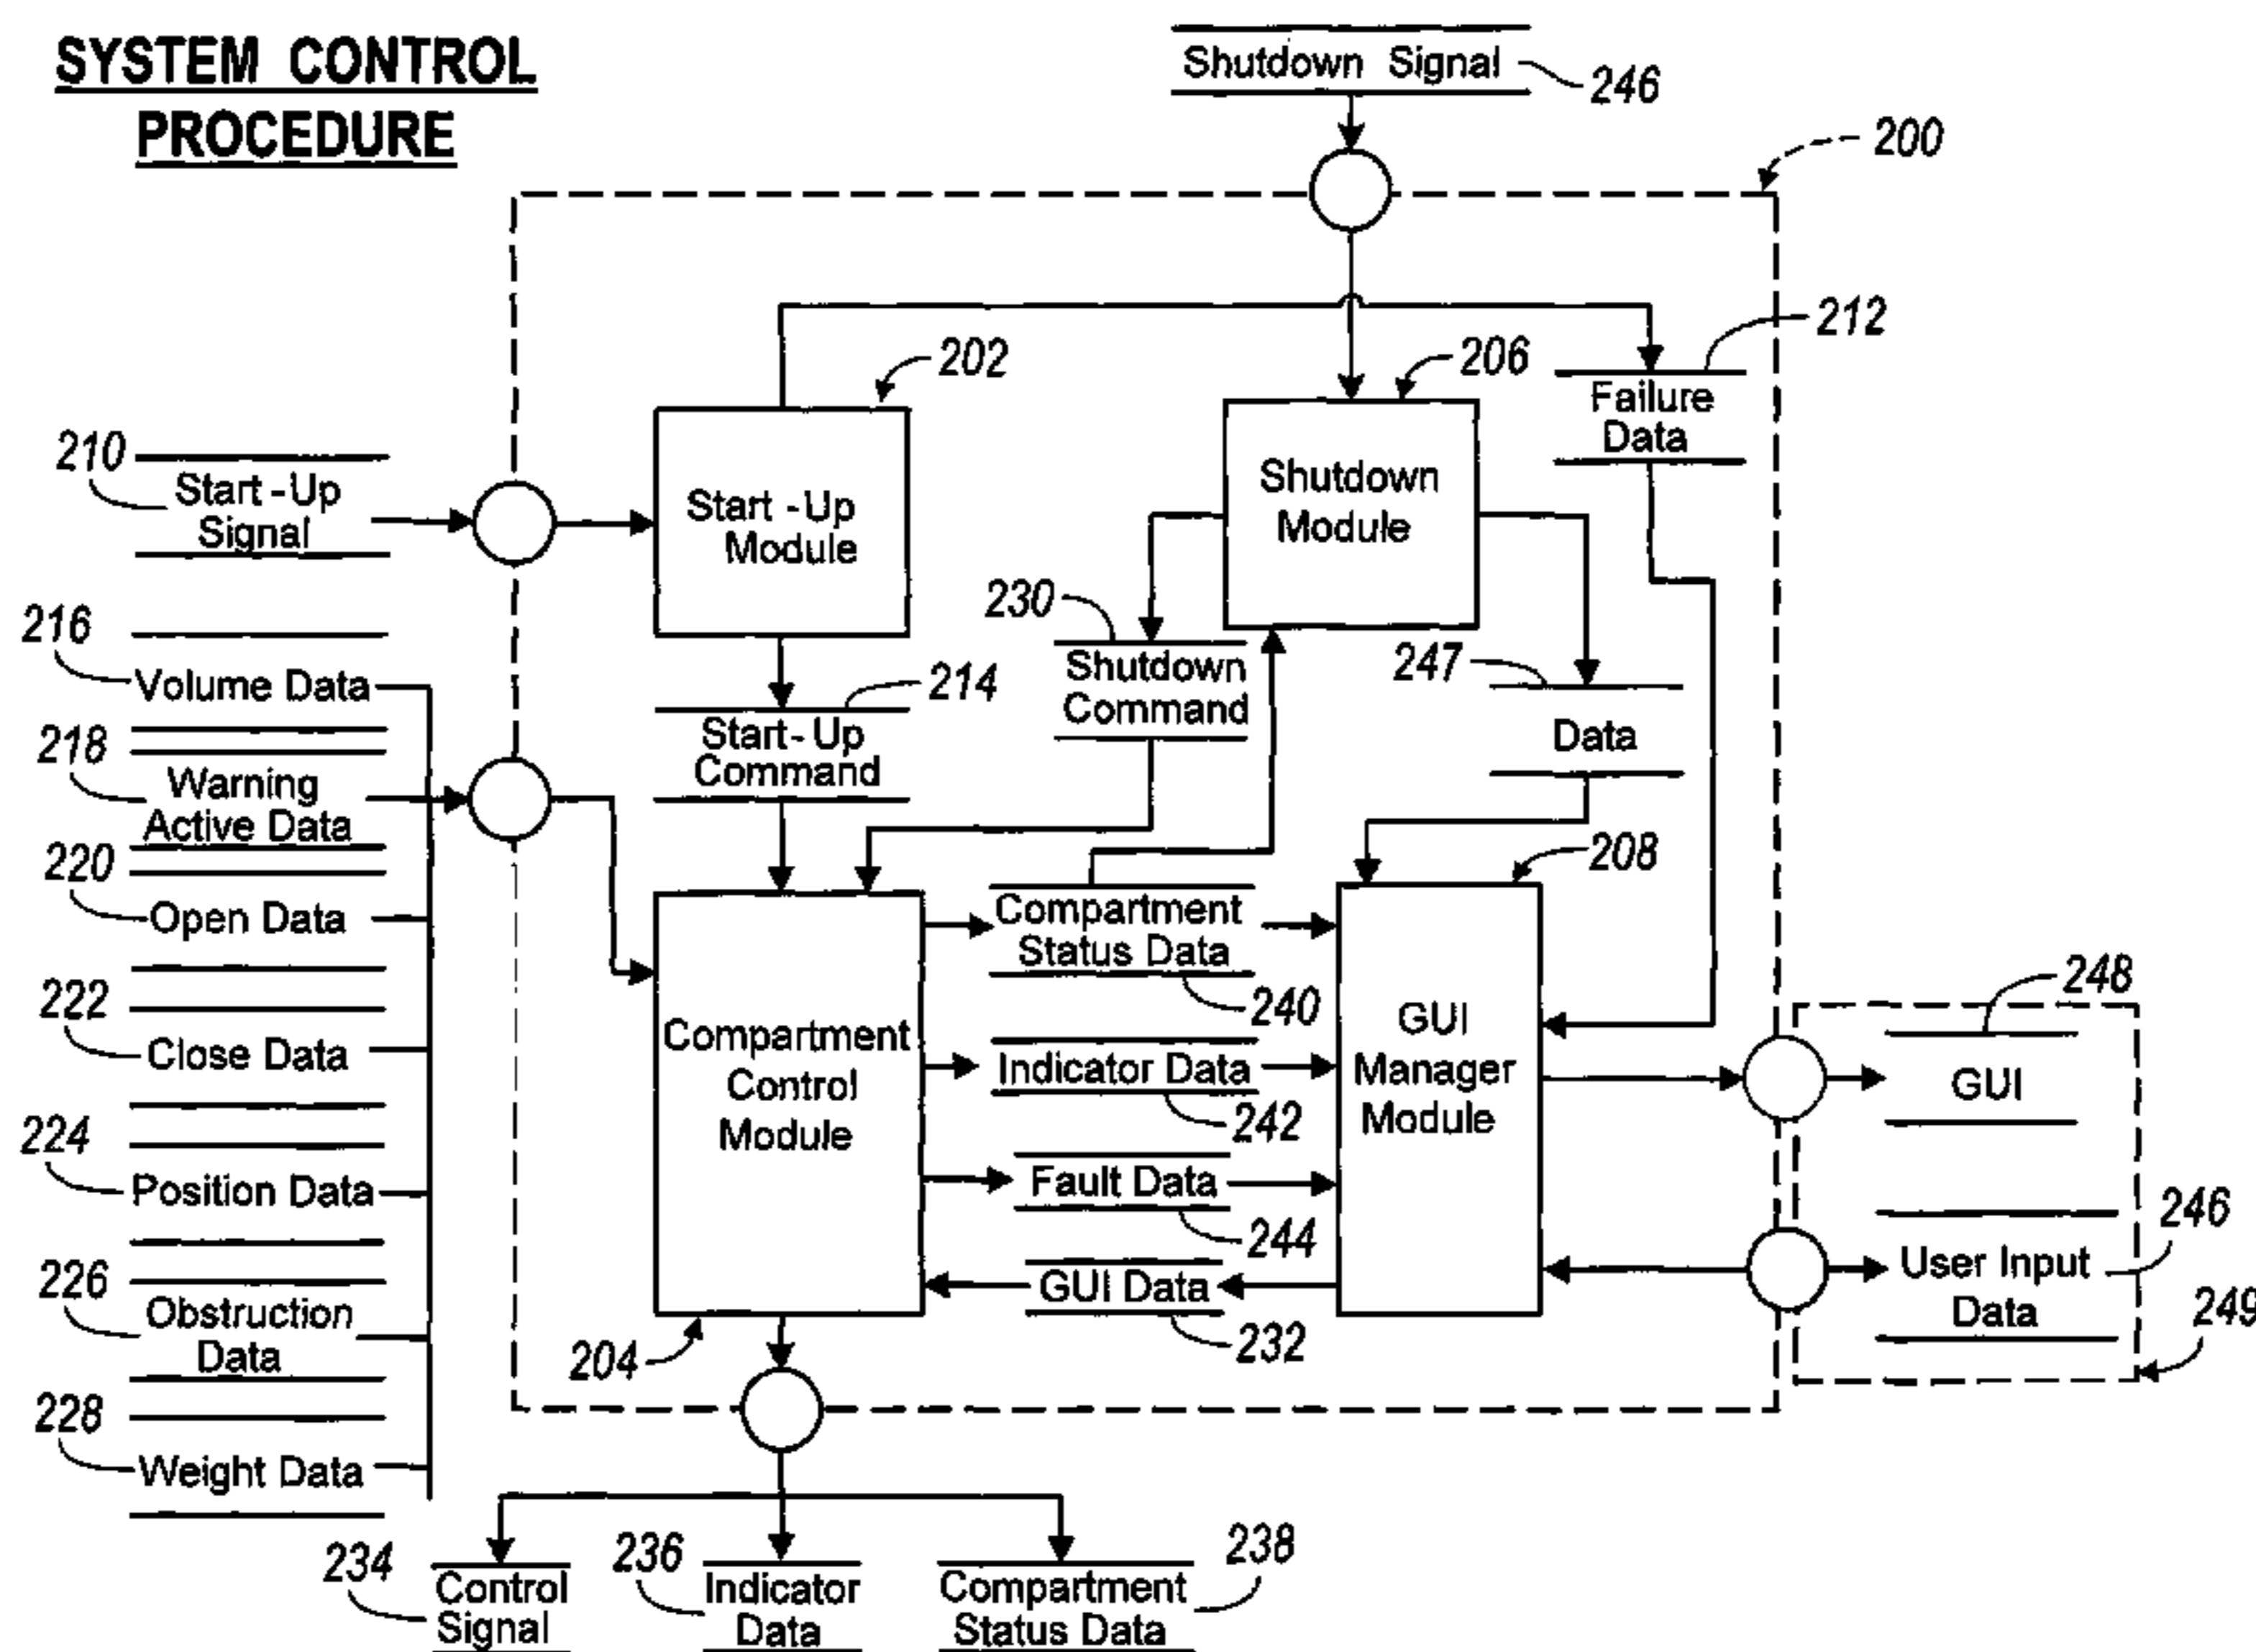 SYSTEM CONTROL
PROCEDURE
Shutdown Signal
246
200
212
202
206
Failure
Data
210
Start-Up
Signal
Start-Up
Module
Shutdown
Module
230
216
Volume Data
214
Shutdown
Command
247
Data
218
Warning
Active Data
Start-Up
Command
208
220
Open Data
Compartment
Status Data
240
248
222
Close Data
Compartment
Control
Module
Indicator Data
242
GUI
Manager
Module
GUI
224
Position Data
Fault Data
244
246
User Input
Data
226
Obstruction
Data
GUI Data
232
249
204
228
Weight Data
234
Control
Signal
236
Indicator
Data
238
Compartment
Status Data